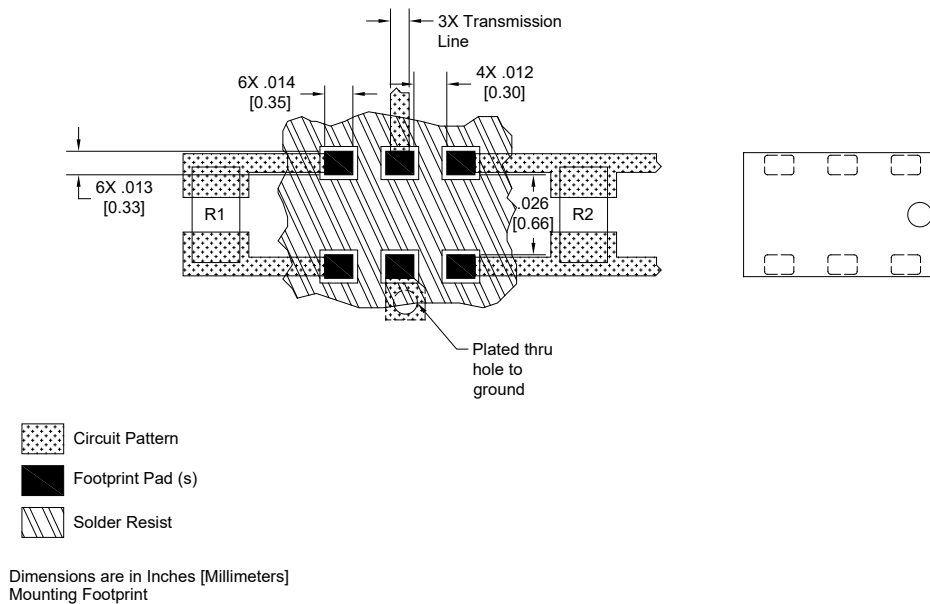 3X Transmission
Line
6X .014
[0.35]
4X .012
[0.30]
6X .013
[0.33]
R1
.026
[0.66]
R2
Plated thru
hole to
ground
Circuit Pattern
Footprint Pad (s)
Solder Resist
Dimensions are in Inches [Millimeters]
Mounting Footprint